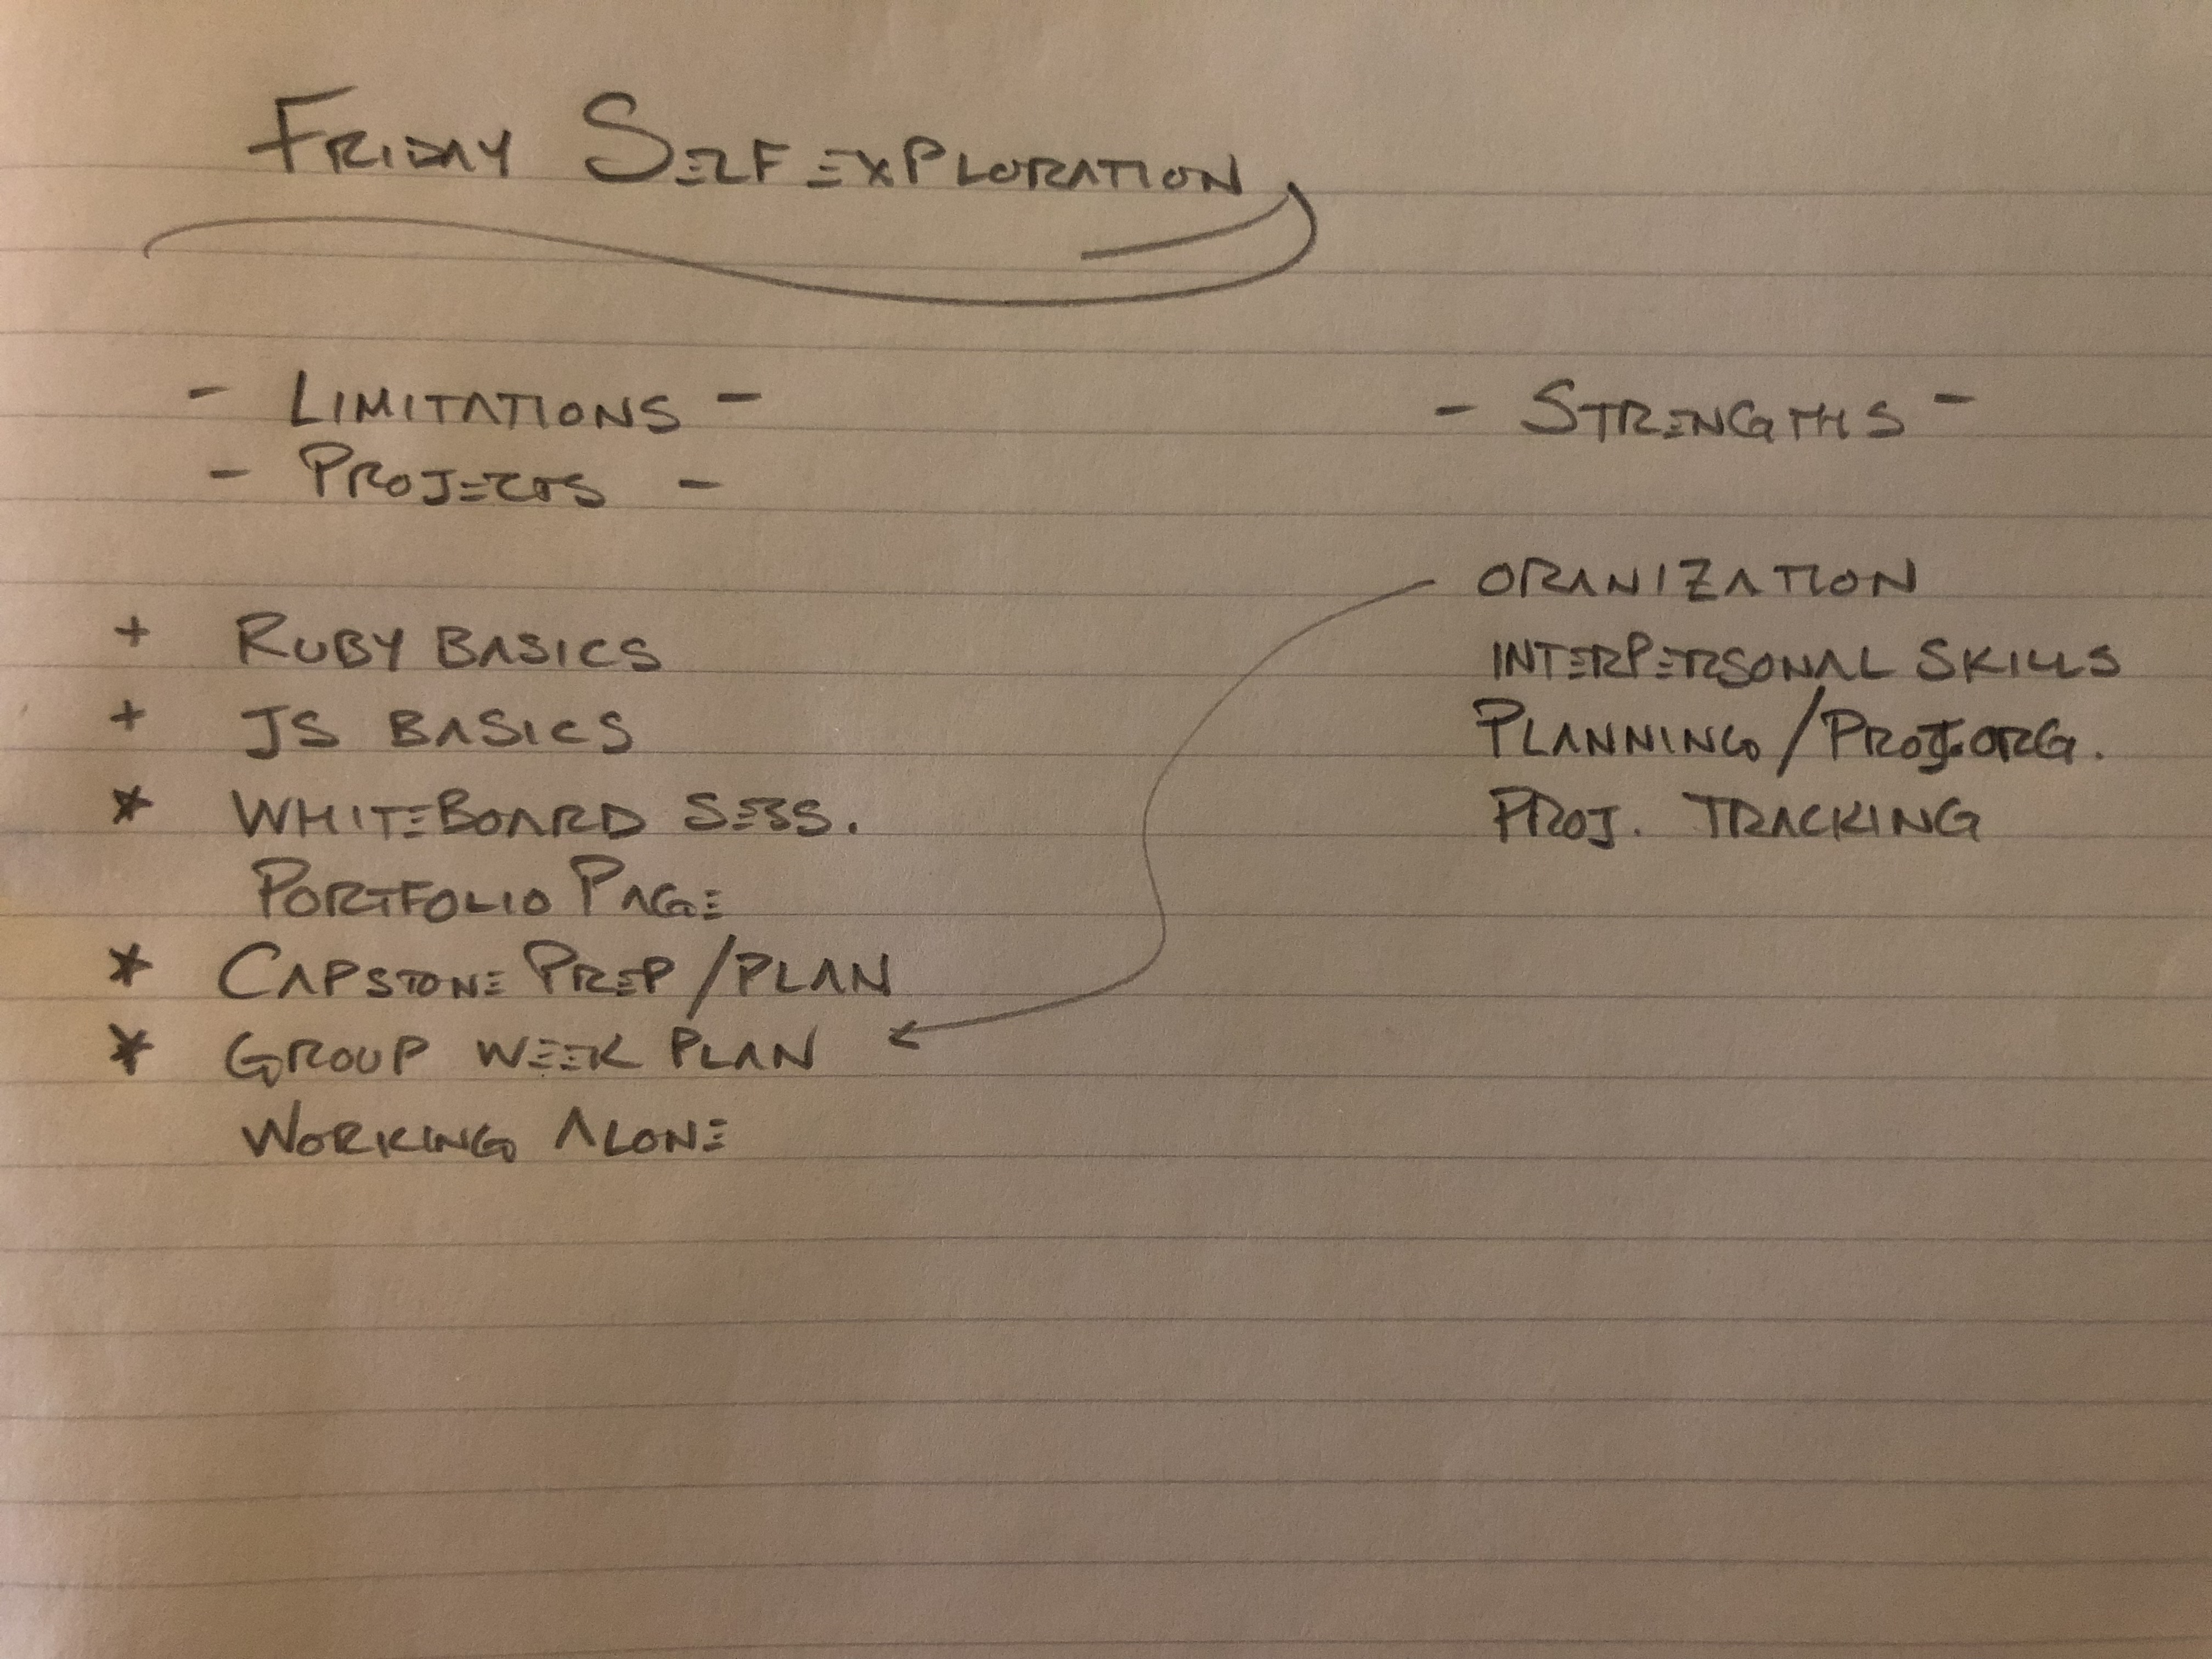 FRIDAY SELF EXPLORATION
- LIMITATIONS -
- PROJECTS -
+ RUBY BASICS
+ JS BASICS
* WHITEBOARD SESS.
PORTFOLIO PAGE
* CAPSTONE PREP/PLAN
* GROUP WEEK PLAN
WORKING ALONE
- STRENGTHS -
ORANIZATION
INTERPERSONAL SKILLS
PLANNING/PROJ.ORG.
PROJ. TRACKING